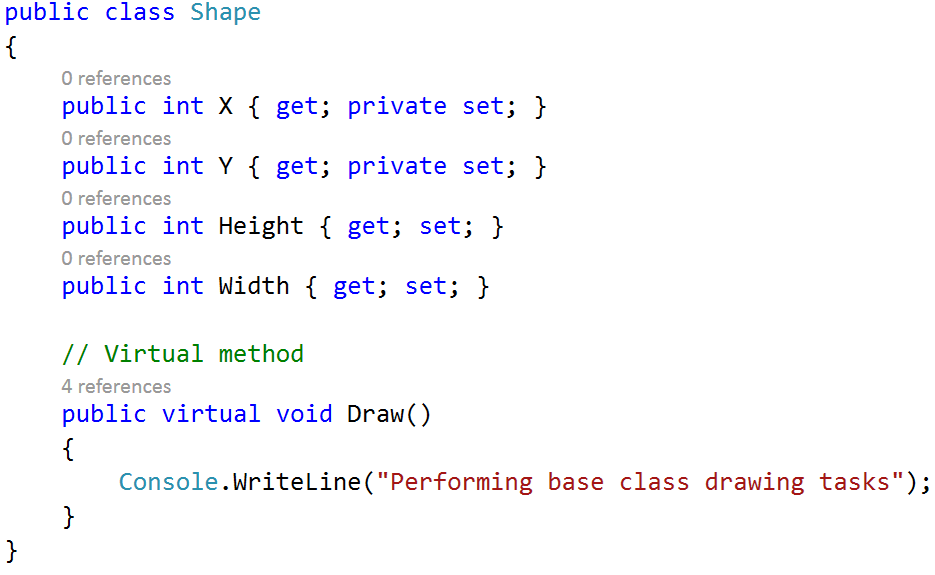 public class Shape
{
0 references
public int X { get; private set; }
0 references
public int Y { get; private set; }
0 references
public int Height { get; set; }
0 references
public int Width { get; set; }
// Virtual method
4 references
public virtual void Draw()
{
Console.WriteLine("Performing base class drawing tasks");
}
}